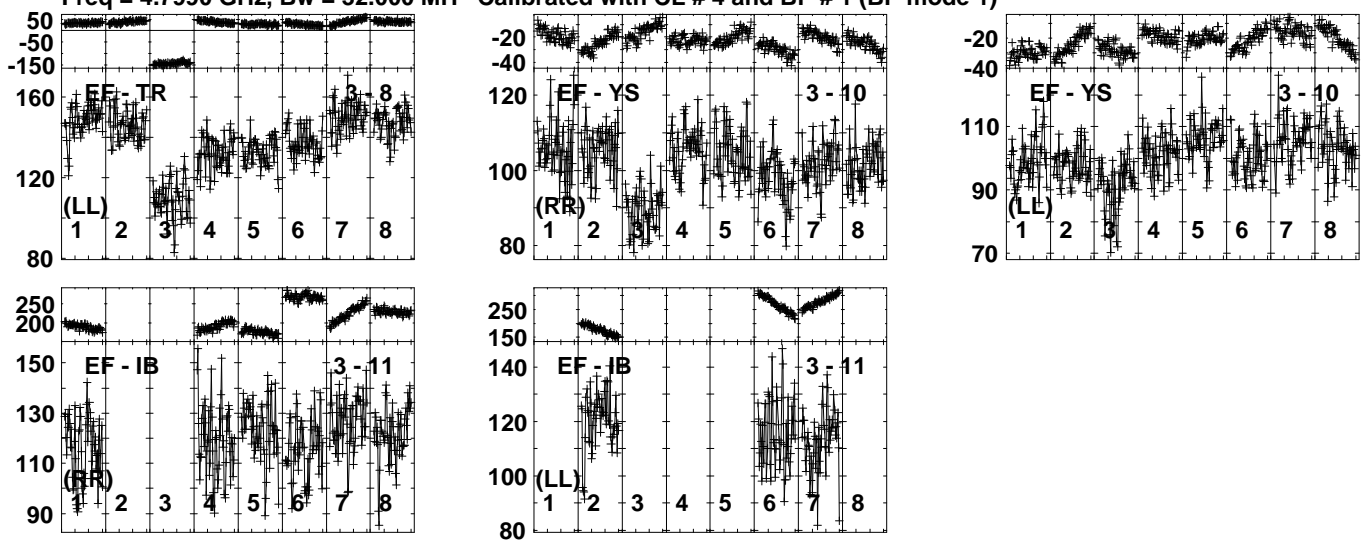 Freq = 4.7990 GHz, Bw = 32.000 MH Calibrated with CL # 4 and BP # 1 (BP mode 1)
50
-50
-150
160
120
80
EF - TR 3 - 8
(LL)
1 2 3 4 5 6 7 8
-20
-40
120
100
80
EF - YS 3 - 10
(RR)
1 2 3 4 5 6 7 8
-20
-40
110
90
70
EF - YS 3 - 10
(LL)
1 2 3 4 5 6 7 8
250
200
150
130
110
90
EF - IB 3 - 11
(RR)
1 2 3 4 5 6 7 8
250
150
140
120
100
80
EF - IB 3 - 11
(LL)
1 2 3 4 5 6 7 8